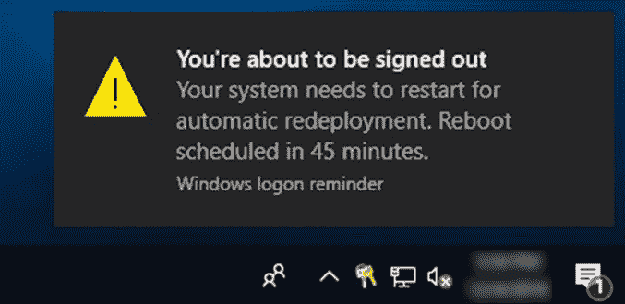 You're about to be signed out
Your system needs to restart for
automatic redeployment. Reboot
scheduled in 45 minutes.
Windows logon reminder
1